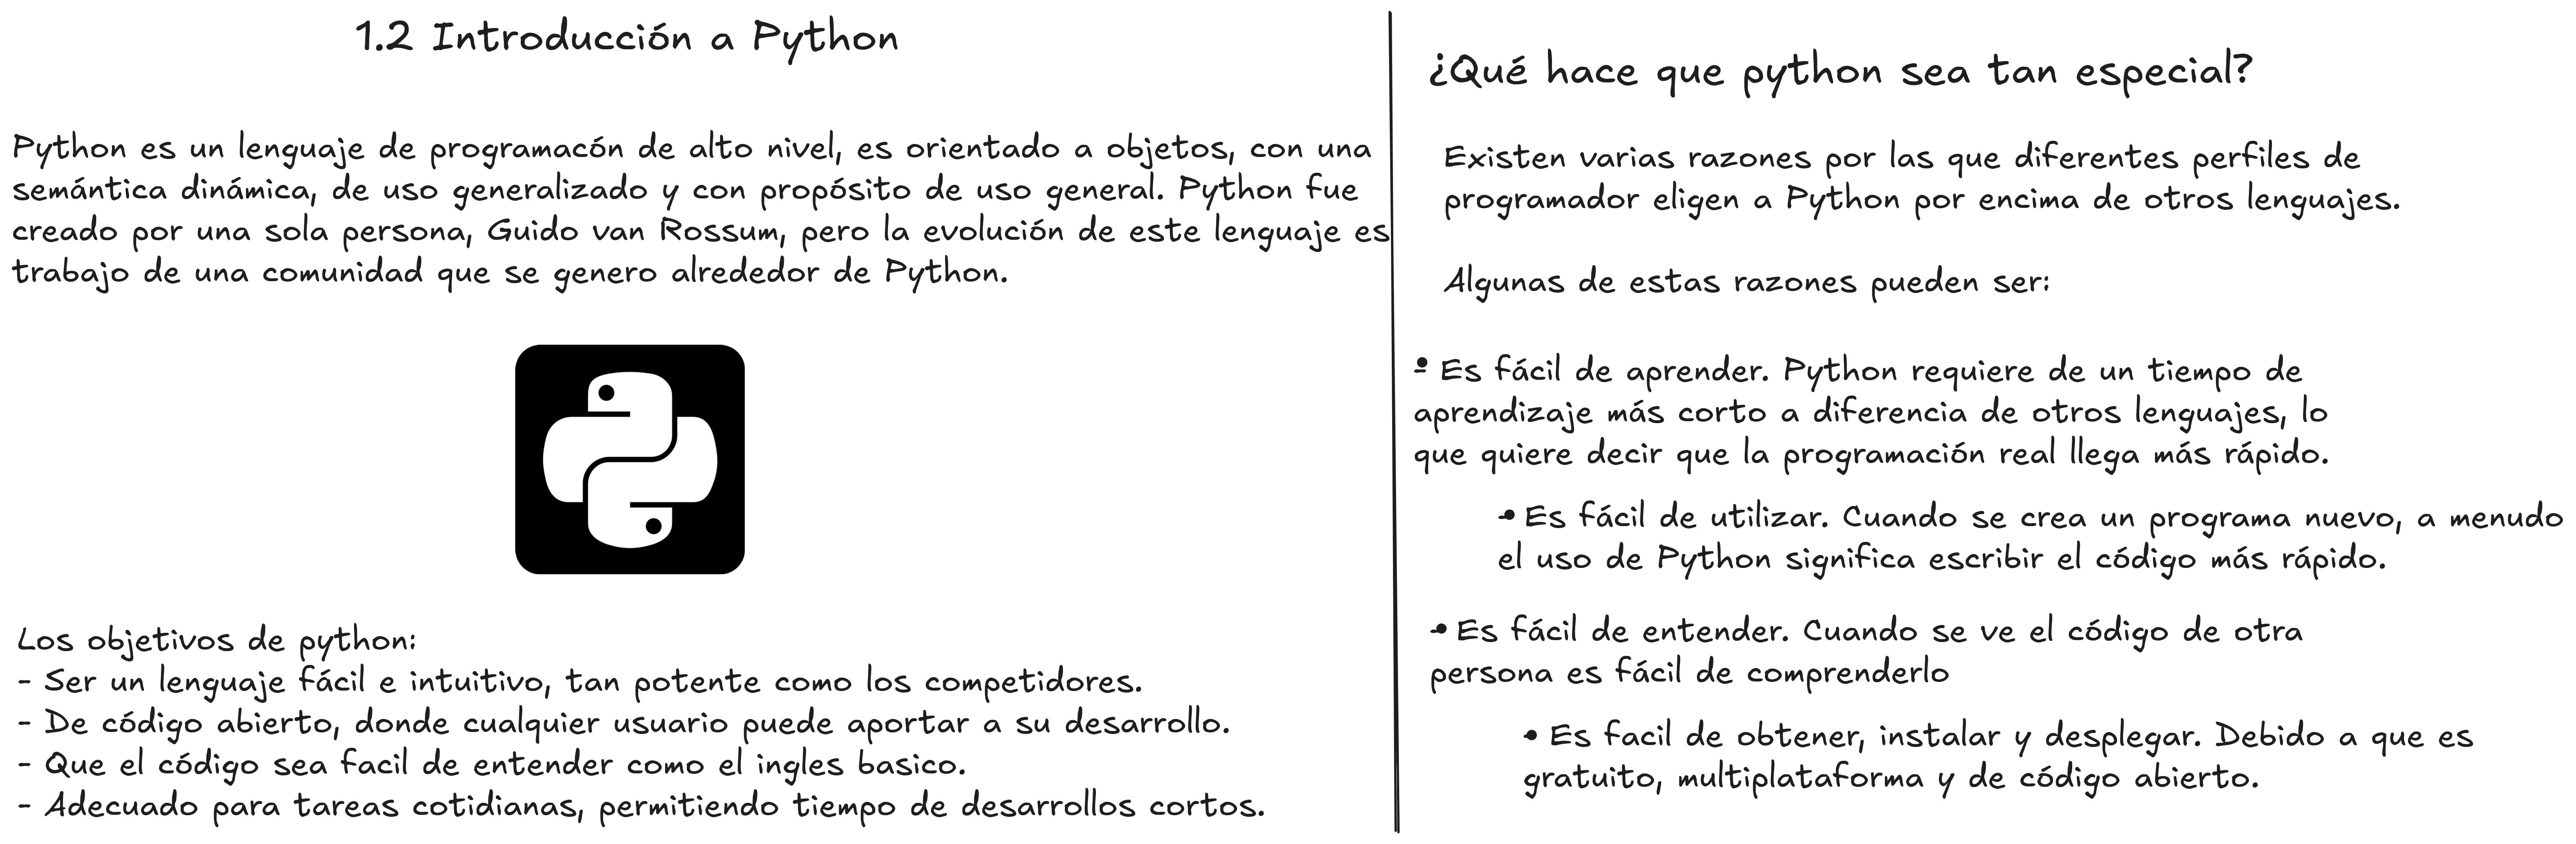 1.2 Introducción a Python
Python es un lenguaje de programacón de alto nivel, es orientado a objetos, con una
semántica dinámica, de uso generalizado y con propósito de uso general. Python fue
creado por una sola persona, Guido van Rossum, pero la evolución de este lenguaje es
trabajo de una comunidad que se genero alrededor de Python.
Los objetivos de python:
- Ser un lenguaje fácil e intuitivo, tan potente como los competidores.
- De código abierto, donde cualquier usuario puede aportar a su desarrollo.
- Que el código sea facil de entender como el ingles basico.
- Adecuado para tareas cotidianas, permitiendo tiempo de desarrollos cortos.
¿Qué hace que python sea tan especial?
Existen varias razones por las que diferentes perfiles de
programador eligen a Python por encima de otros lenguajes.
Algunas de estas razones pueden ser:
• Es fácil de aprender. Python requiere de un tiempo de
aprendizaje más corto a diferencia de otros lenguajes, lo
que quiere decir que la programación real llega más rápido.
• Es fácil de utilizar. Cuando se crea un programa nuevo, a menudo
el uso de Python significa escribir el código más rápido.
• Es fácil de entender. Cuando se ve el código de otra
persona es fácil de comprenderlo
• Es facil de obtener, instalar y desplegar. Debido a que es
gratuito, multiplataforma y de código abierto.